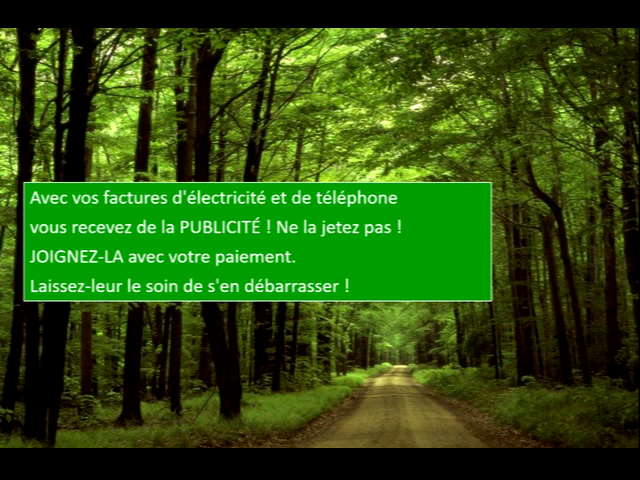 Avec vos factures d'électricité et de téléphone
vous recevez de la PUBLICITÉ ! Ne la jetez pas !
JOIGNEZ-LA avec votre paiement.
Laissez-leur le soin de s'en débarrasser !